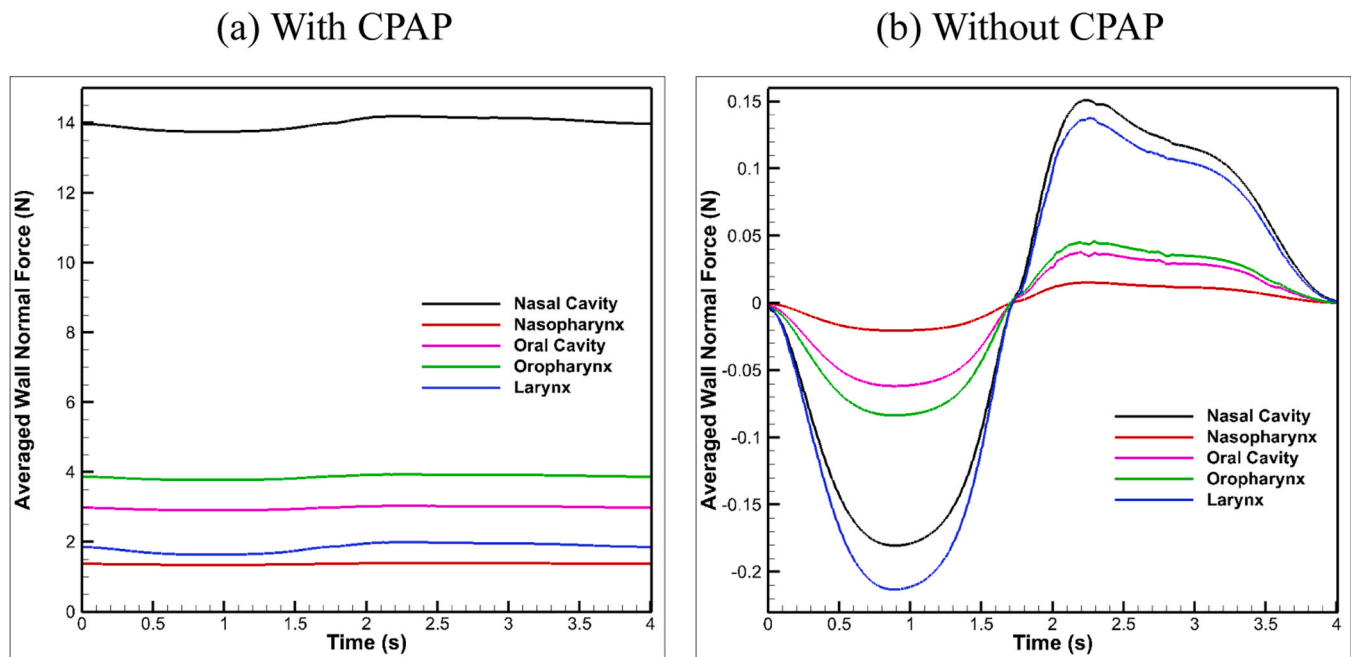 (a) With CPAP
(b) Without CPAP
Averaged Wall Normal Force (N)
14
12
10
8
6
4
2
0
Nasal Cavity
Nasopharynx
Oral Cavity
Oropharynx
Larynx
0 0.5 1 1.5 2 2.5 3 3.5 4
Time (s)
Averaged Wall Normal Force (N)
0.15
0.1
0.05
0
-0.05
-0.1
-0.15
-0.2
Nasal Cavity
Nasopharynx
Oral Cavity
Oropharynx
Larynx
0 0.5 1 1.5 2 2.5 3 3.5 4
Time (s)